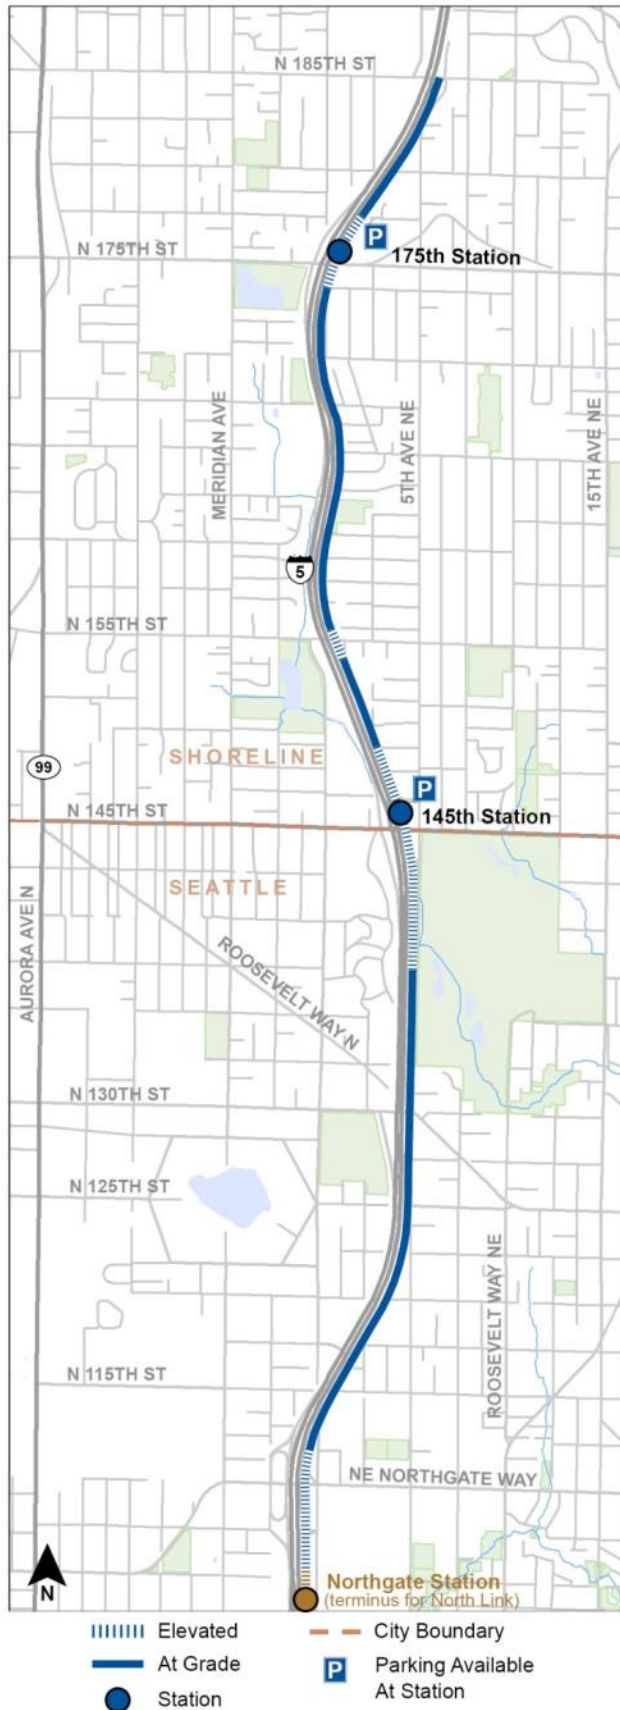 N 185TH ST
P
N 175TH ST
175th Station
MERIDIAN AVE
5TH AVE NE
15TH AVE NE
5
N 155TH ST
SHORELINE
99
P
N 145TH ST
145th Station
SEATTLE
AURORA AVE N
ROOSEVELT WAY N
N 130TH ST
N 125TH ST
ROOSEVELT WAY NE
N 115TH ST
NE NORTHGATE WAY
N
Northgate Station
(terminus for North Link)
Elevated
City Boundary
At Grade
P
Parking Available
At Station
Station